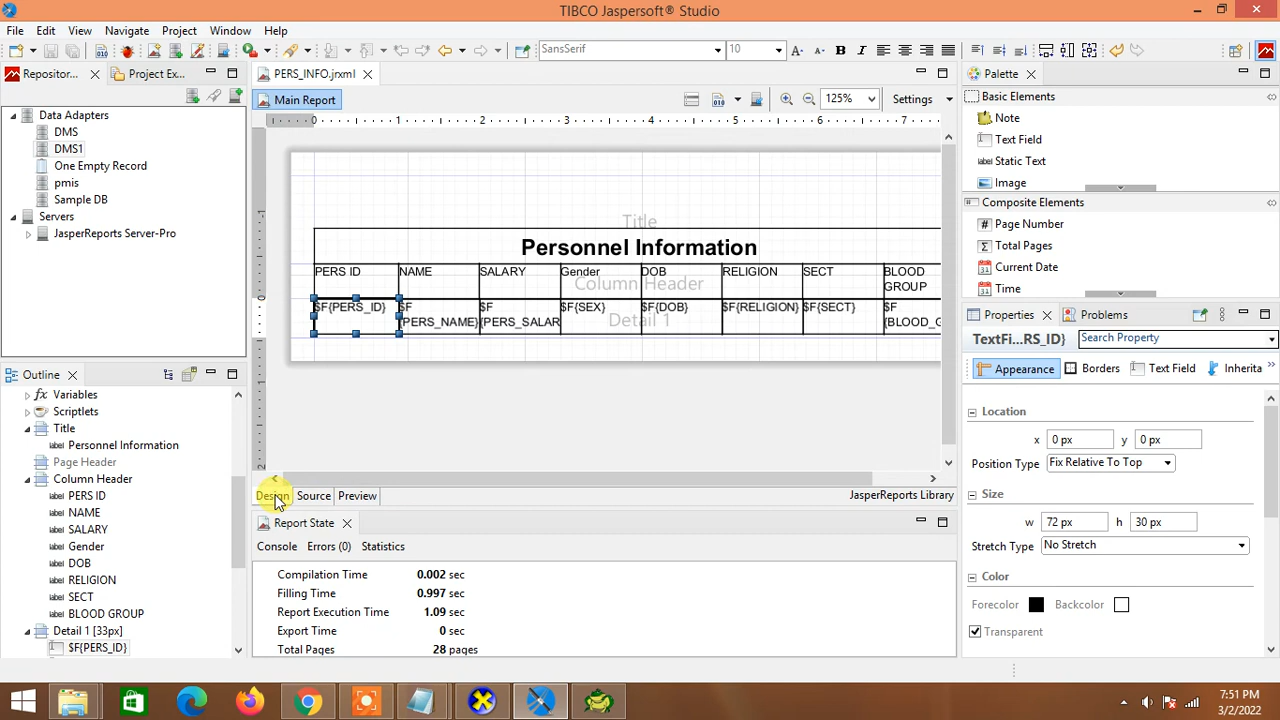 TIBCO Jaspersoft® Studio
File Edit View Navigate Project Window Help
SansSerif 10
Repositor... Project Ex...
PERS_INFO.jrxml
Palette
Main Report
125%
Settings
Basic Elements
Note
Text Field
Static Text
Image
Composite Elements
Page Number
Total Pages
Current Date
Time
Data Adapters
DMS
DMS1
One Empty Record
pmis
Sample DB
Servers
JasperReports Server-Pro
0 1 2 3 4 5 6 7
Title
Personnel Information
PERS ID NAME SALARY Gender DOB RELIGION SECT BLOOD GROUP
Column Header
$F{PERS_ID} $F{PERS_NAME} $F{PERS_SALAR $F{SEX} $F{DOB} $F{RELIGION} $F{SECT} $F{BLOOD_G
Detail 1
Design Source Preview
JasperReports Library
Outline
Variables
Scriptlets
Title
Personnel Information
Page Header
Column Header
PERS ID
NAME
SALARY
Gender
DOB
RELIGION
SECT
BLOOD GROUP
Detail 1 [33px]
$F{PERS_ID}
Report State
Console Errors (0) Statistics
Compilation Time 0.002 sec
Filling Time 0.997 sec
Report Execution Time 1.09 sec
Export Time 0 sec
Total Pages 28 pages
Properties Problems
TextFi...RS_ID}
Search Property
Appearance Borders Text Field Inherita
Location
x 0 px y 0 px
Position Type Fix Relative To Top
Size
w 72 px h 30 px
Stretch Type No Stretch
Color
Forecolor Backcolor
Transparent
7:51 PM
3/2/2022